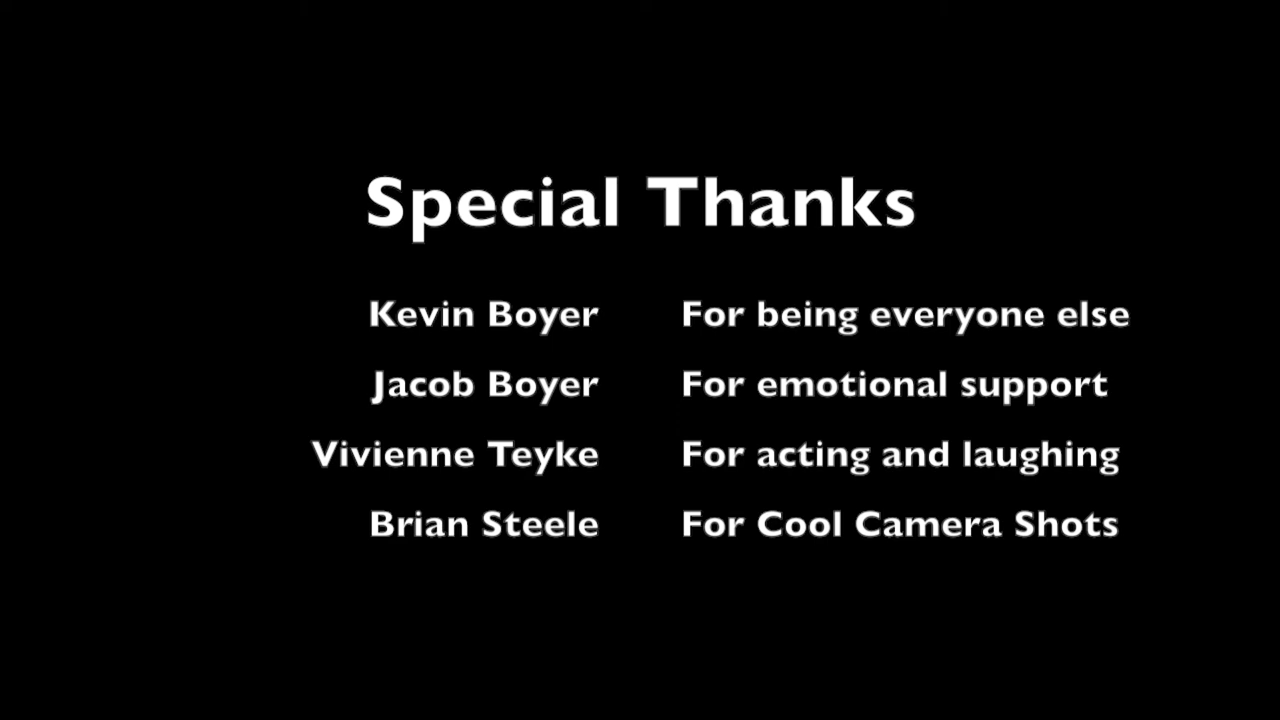 Special Thanks
Kevin Boyer For being everyone else
Jacob Boyer For emotional support
Vivienne Teyke For acting and laughing
Brian Steele For Cool Camera Shots